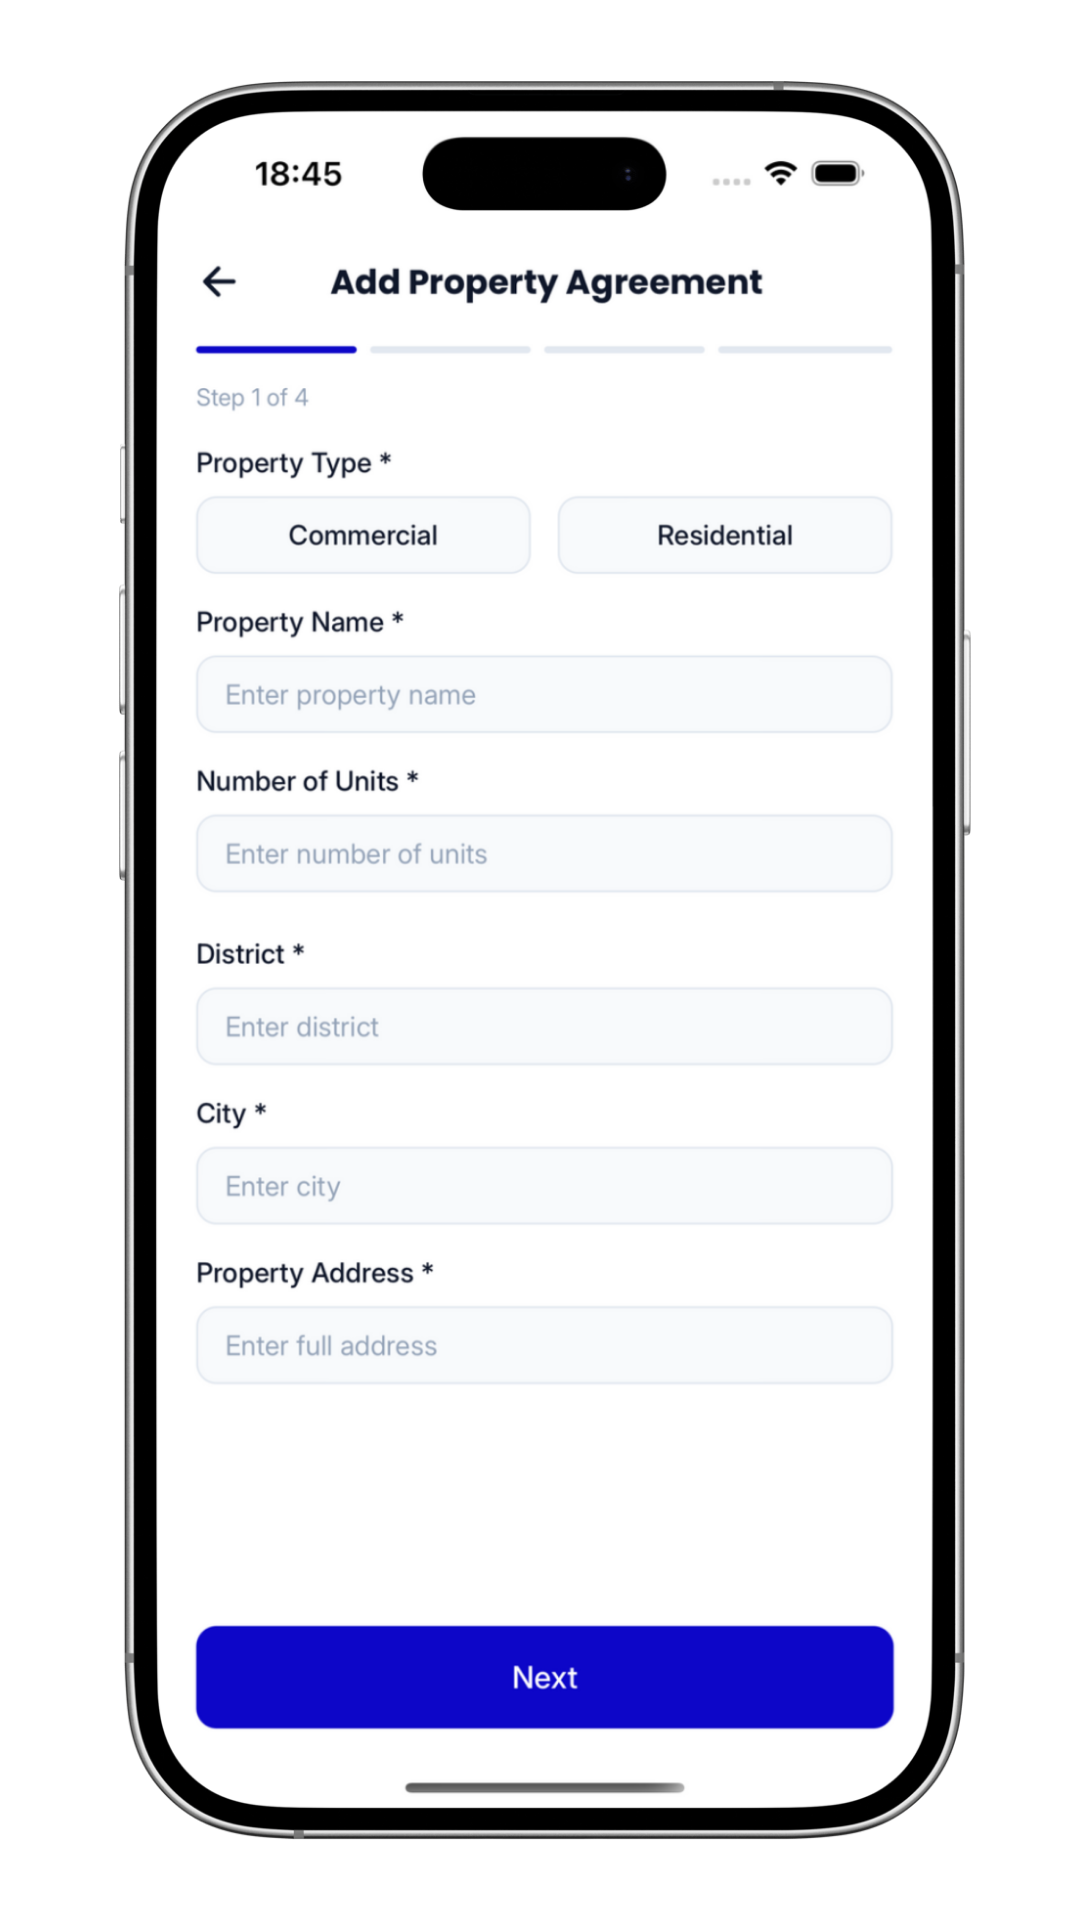 18:45
Add Property Agreement
Step 1 of 4
Property Type *
Commercial Residential
Property Name *
Enter property name
Number of Units *
Enter number of units
District *
Enter district
City *
Enter city
Property Address *
Enter full address
Next